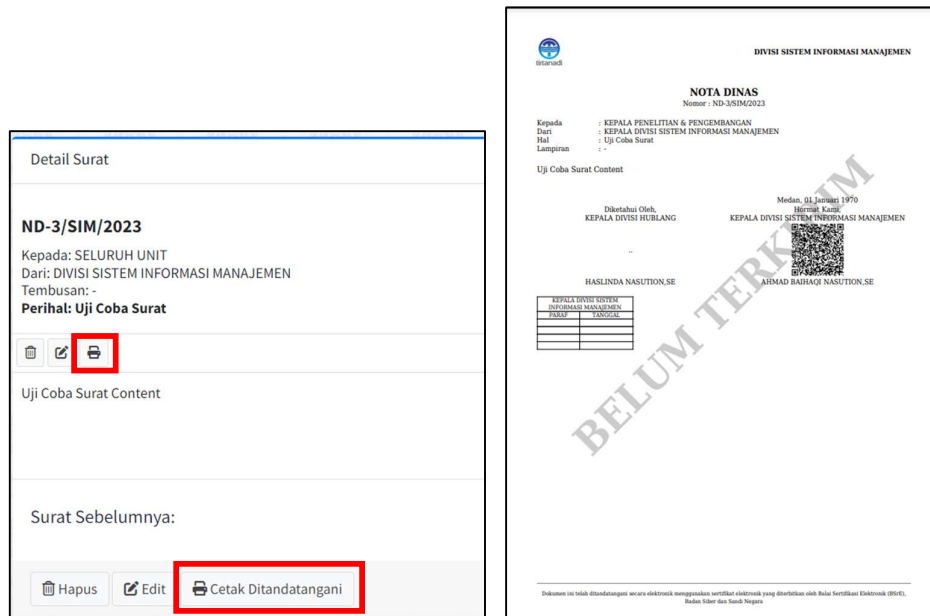 Detail Surat
ND-3/SIM/2023
Kepada: SELURUH UNIT
Dari: DIVISI SISTEM INFORMASI MANAJEMEN
Tembusan: -
Perihal: Uji Coba Surat
Uji Coba Surat Content
Surat Sebelumnya:
Hapus Edit Cetak Ditandatangani
tirtanadi
DIVISI SISTEM INFORMASI MANAJEMEN
NOTA DINAS
Nomor : ND-3/SIM/2023
Kepada : KEPALA PENELITIAN & PENGEMBANGAN
Dari : KEPALA DIVISI SISTEM INFORMASI MANAJEMEN
Hal : Uji Coba Surat
Lampiran : -
Uji Coba Surat Content
Medan, 01 Januari 1970
Diketahui Oleh, Hormat Kami,
KEPALA DIVISI HUBLANG KEPALA DIVISI SISTEM INFORMASI MANAJEMEN
..
HASLINDA NASUTION,SE AHMAD BAIHAQI NASUTION,SE
KEPALA DIVISI SISTEM
INFORMASI MANAJEMEN
PARAF TANGGAL
BELUM TERKIRIM
Dokumen ini telah ditandatangani secara elektronik menggunakan sertifikat elektronik yang diterbitkan oleh Balai Sertifikasi Elektronik (BSrE),
Badan Siber dan Sandi Negara